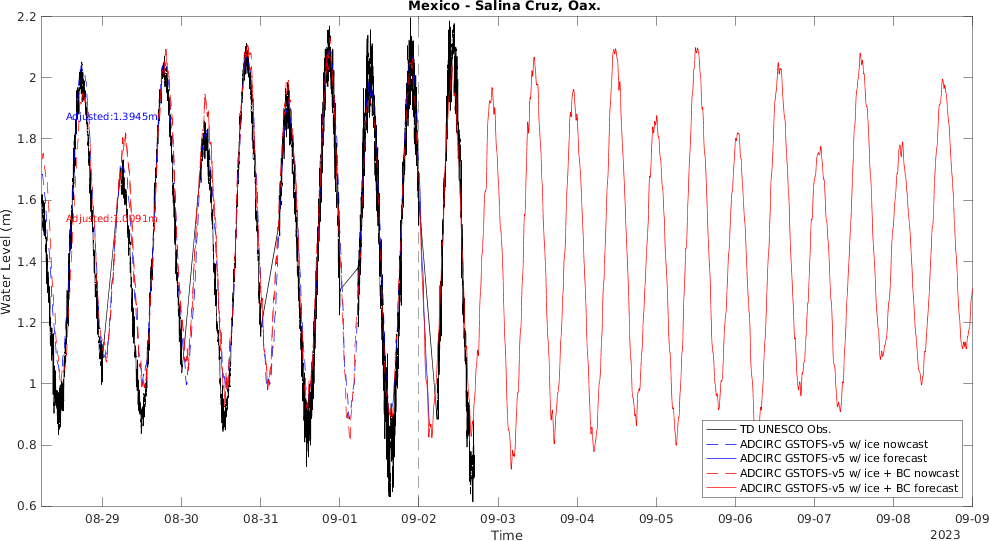 Mexico - Salina Cruz, Oax.
2.2
2
1.8
1.6
1.4
1.2
1
0.8
0.6
Water Level (m)
Adjusted:1.3945m
Adjusted:1.0091m
TD UNESCO Obs.
ADCIRC GSTOFS-v5 w/ ice nowcast
ADCIRC GSTOFS-v5 w/ ice forecast
ADCIRC GSTOFS-v5 w/ ice + BC nowcast
ADCIRC GSTOFS-v5 w/ ice + BC forecast
08-29 08-30 08-31 09-01 09-02 09-03 09-04 09-05 09-06 09-07 09-08 09-09
Time 2023